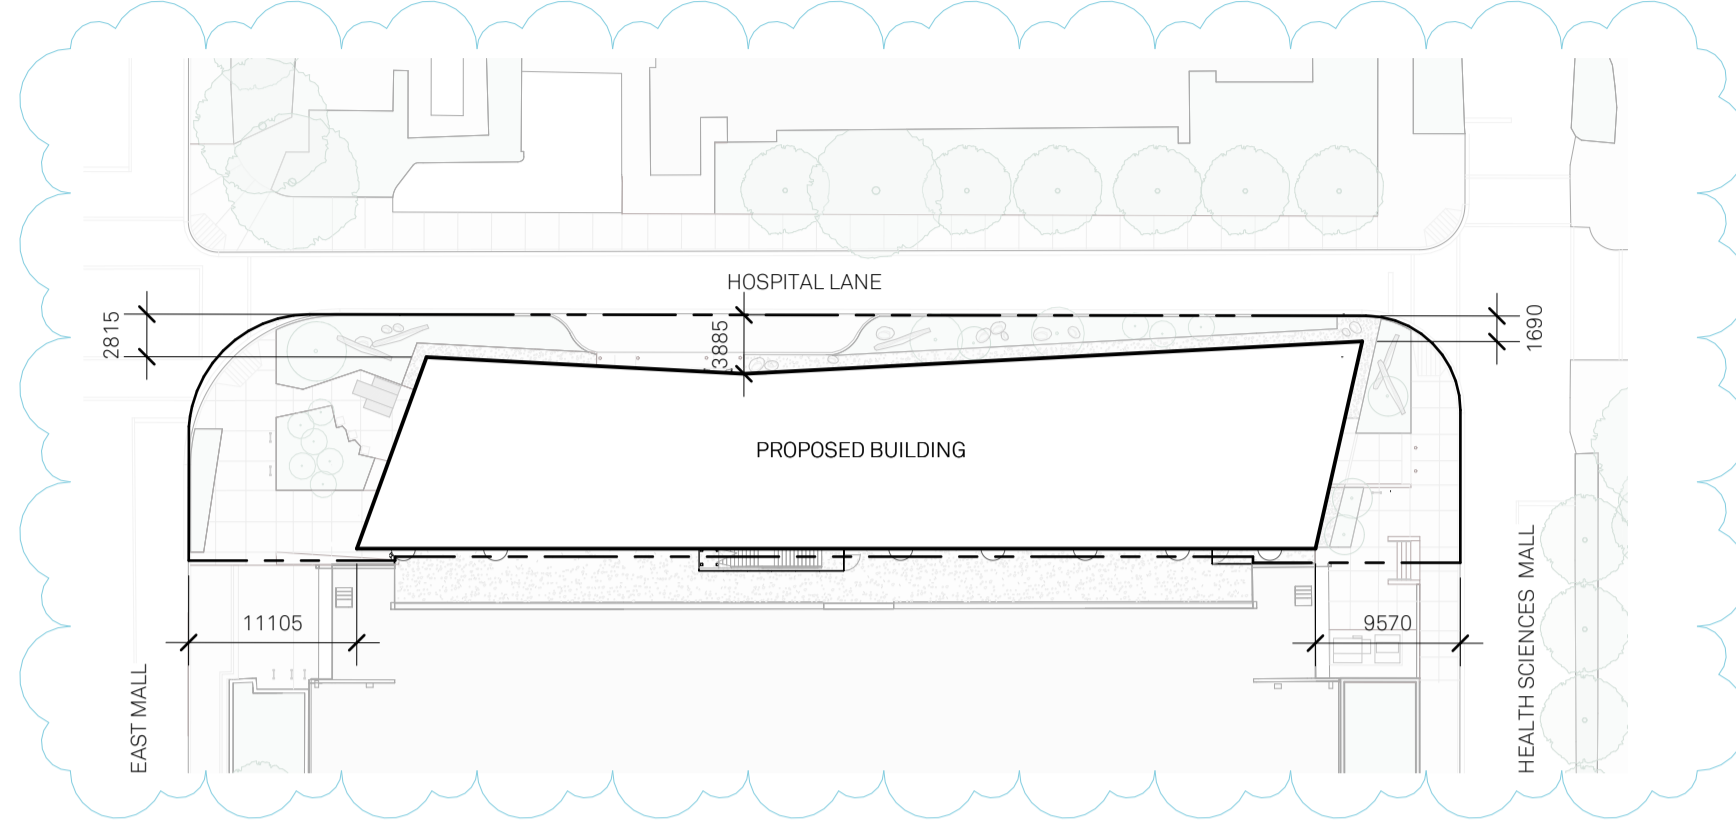 HOSPITAL LANE
2815
3885
1690
PROPOSED BUILDING
11105
9570
EAST MALL
HEALTH SCIENCES MALL